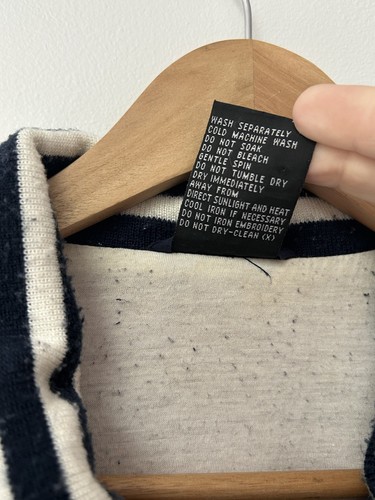 WASH SEPARATELY
COLD MACHINE WASH
DO NOT SOAK
DO NOT BLEACH
GENTLE SPIN
DO NOT TUMBLE DRY
DRY IMMEDIATELY
AWAY FROM
DIRECT SUNLIGHT AND HEAT
COOL IRON IF NECESSARY
DO NOT IRON EMBROIDERY
DO NOT DRY-CLEAN (X)